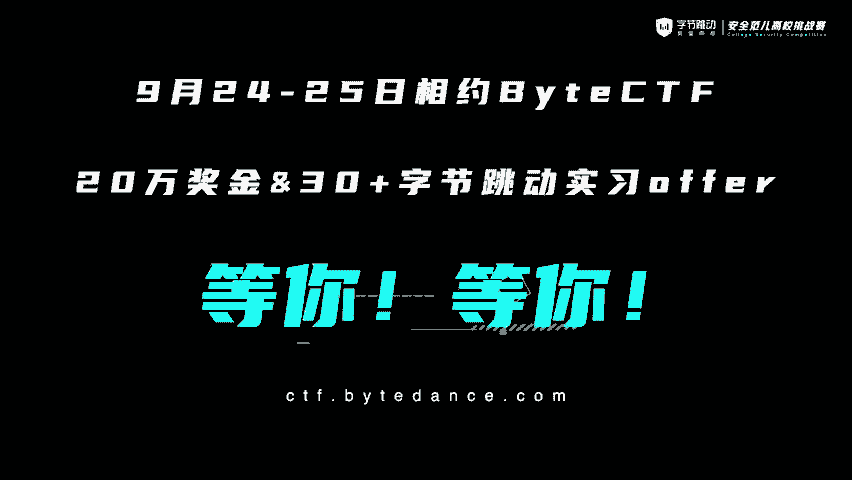 字节跳动
安全范儿高校挑战赛
College Security Competition
9月24-25日相约ByteCTF
20万奖金&30+字节跳动实习offer
等你！等你！
ctf.bytedance.com